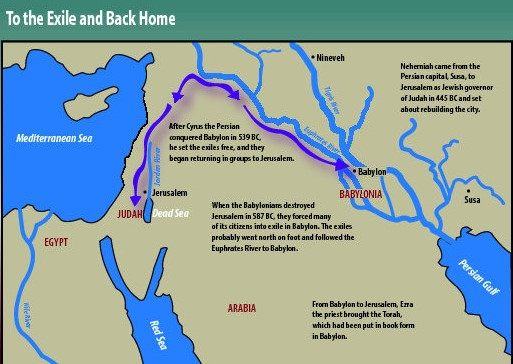 To the Exile and Back Home
Nineveh
Tigris River
Nehemiah came from the
Persian capital, Susa, to
Jerusalem as Jewish governor
of Judah in 445 BC and set
about rebuilding the city.
Mediterranean Sea
After Cyrus the Persian
conquered Babylon in 539 BC,
he set the exiles free, and they
began returning in groups to Jerusalem.
Euphrates River
Jordan River
Babylon
BABYLONIA
Susa
Jerusalem
JUDAH
Dead Sea
When the Babylonians destroyed
Jerusalem in 587 BC, they forced many
of its citizens into exile in Babylon. The exiles
probably went north on foot and followed the
Euphrates River to Babylon.
EGYPT
Persian Gulf
Nile River
Red Sea
ARABIA
From Babylon to Jerusalem, Ezra
the priest brought the Torah,
which had been put in book form
in Babylon.